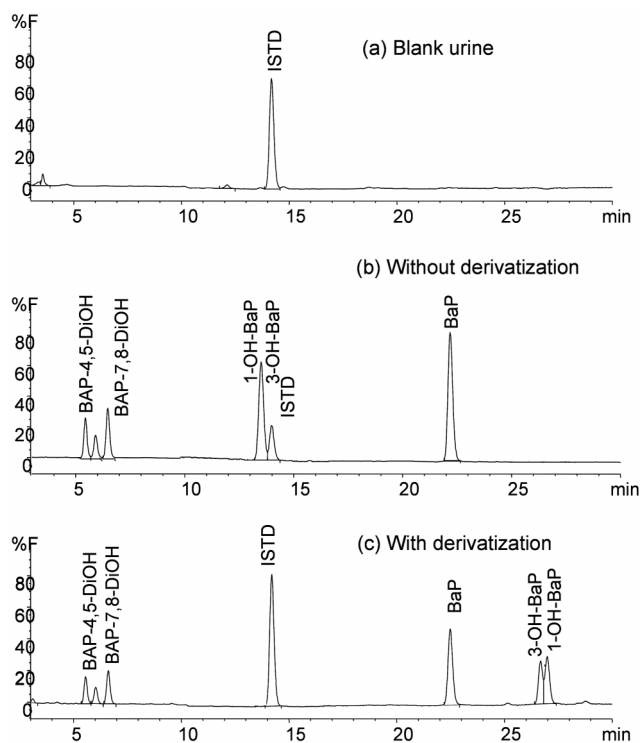 %F
(a) Blank urine
ISTD
80
60
40
20
0
5 10 15 20 25 min
(b) Without derivatization
%F
BAP-4,5-DiOH
BAP-7,8-DiOH
1-OH-BaP
3-OH-BaP
ISTD
BaP
80
60
40
20
0
5 10 15 20 25 min
%F
(c) With derivatization
BAP-4,5-DiOH
BAP-7,8-DiOH
ISTD
BaP
3-OH-BaP
1-OH-BaP
80
60
40
20
0
5 10 15 20 25 min